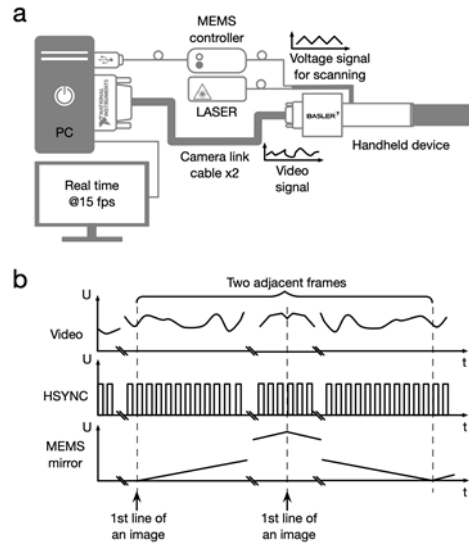 a
MEMS
controller
Voltage signal
for scanning
NATIONAL
INSTRUMENTS
LASER
BASLER
PC
Handheld device
Camera link
cable x2
Video
signal
Real time
@15 fps
b
U
Two adjacent frames
Video
t
U
HSYNC
t
U
MEMS
mirror
t
1st line of
an image
1st line of
an image